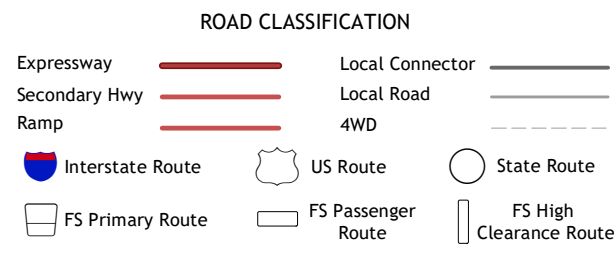 ROAD CLASSIFICATION
Expressway
Local Connector
Secondary Hwy
Local Road
Ramp
4WD
Interstate Route
US Route
State Route
FS Primary Route
FS Passenger
Route
FS High
Clearance Route